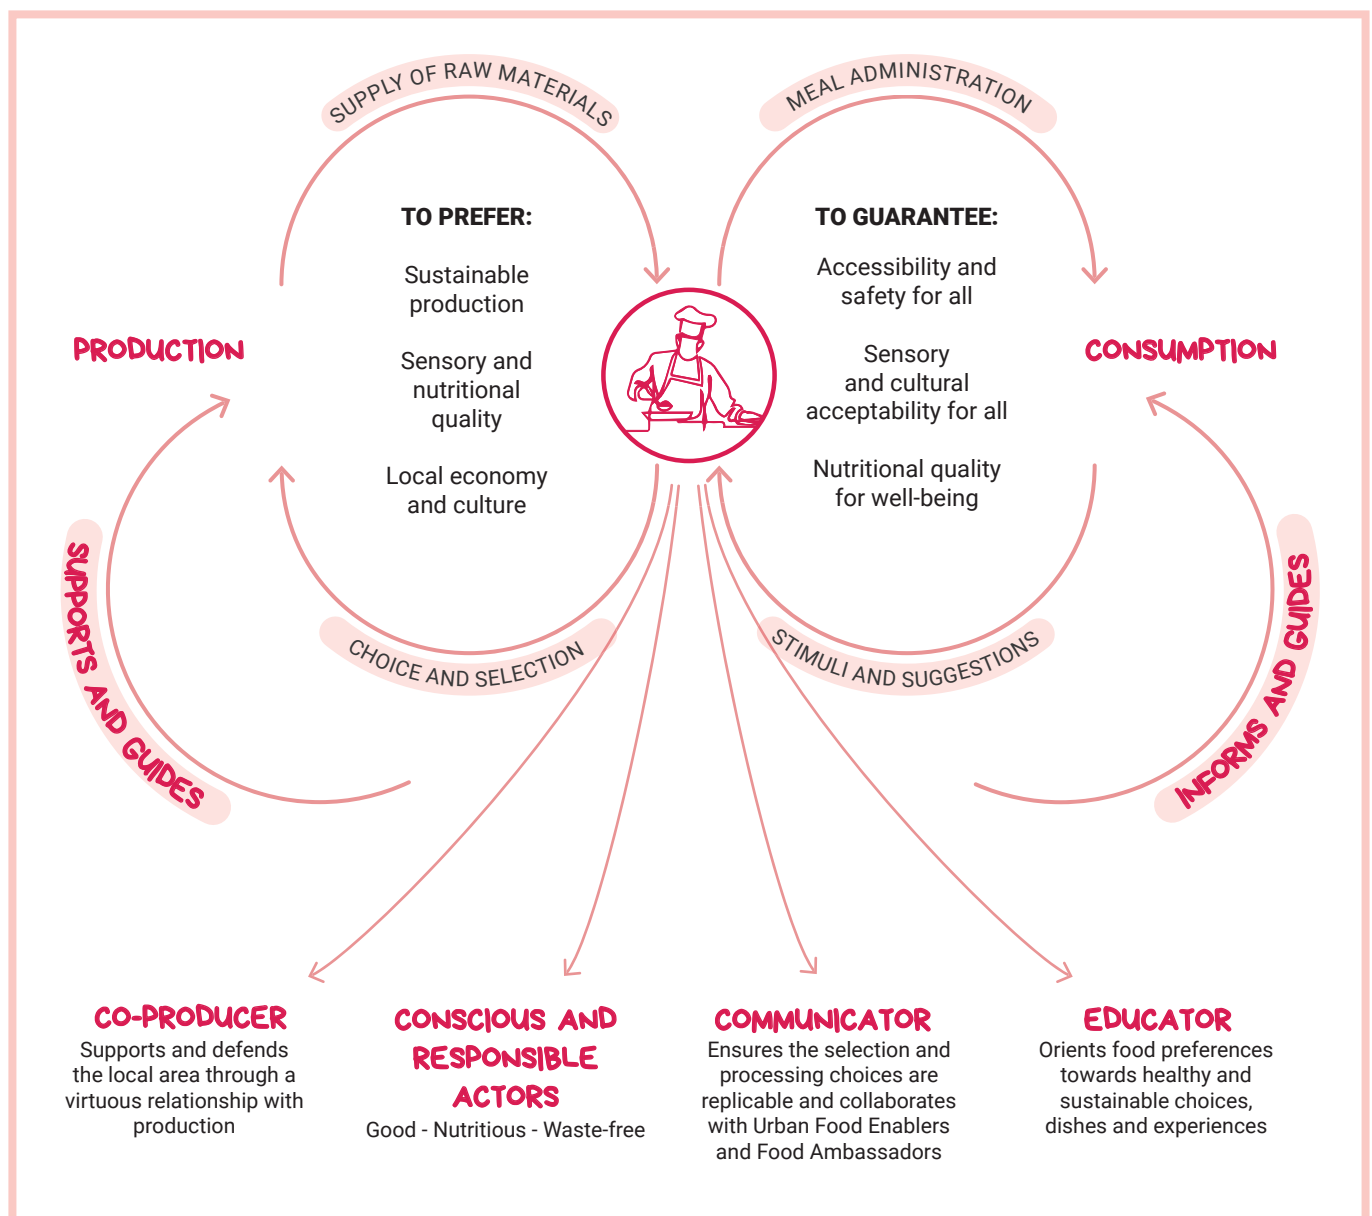 SUPPLY OF RAW MATERIALS
MEAL ADMINISTRATION
TO PREFER:
Sustainable
production
Sensory and
nutritional
quality
Local economy
and culture
TO GUARANTEE:
Accessibility and
safety for all
Sensory
and cultural
acceptability for all
Nutritional quality
for well-being
PRODUCTION
CONSUMPTION
SUPPORTS AND GUIDES
CHOICE AND SELECTION
STIMULI AND SUGGESTIONS
INFORMS AND GUIDES
CO-PRODUCER
Supports and defends
the local area through a
virtuous relationship with
production
CONSCIOUS AND
RESPONSIBLE
ACTORS
Good - Nutritious - Waste-free
COMMUNICATOR
Ensures the selection and
processing choices are
replicable and collaborates
with Urban Food Enablers
and Food Ambassadors
EDUCATOR
Orients food preferences
towards healthy and
sustainable choices,
dishes and experiences